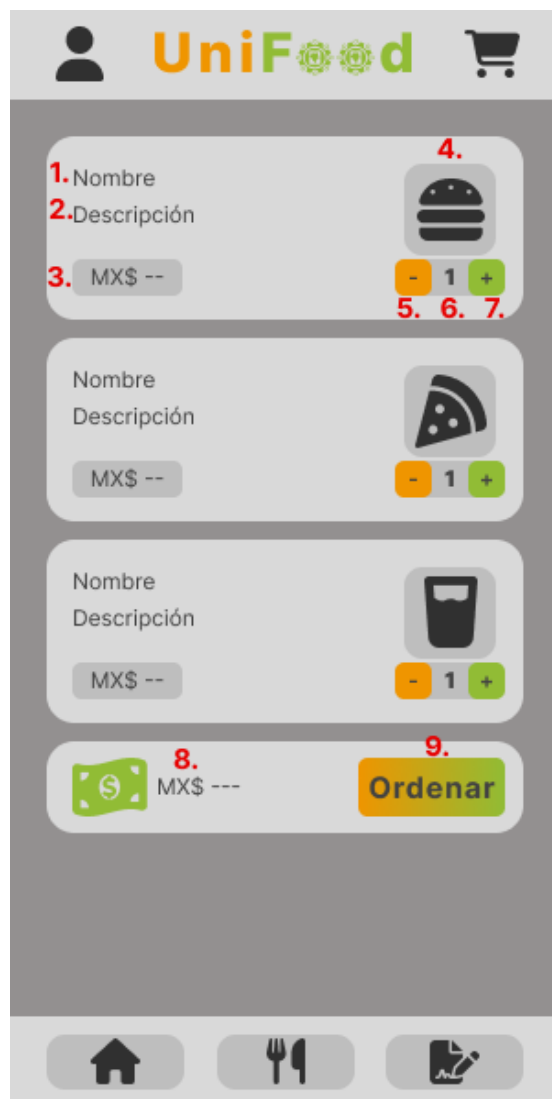 UniFood
4.
1. Nombre
2. Descripción
3. MX$ -- - 1 +
5. 6. 7.
Nombre
Descripción
MX$ -- - 1 +
Nombre
Descripción
MX$ -- - 1 +
8. 9.
$ MX$ --- Ordenar